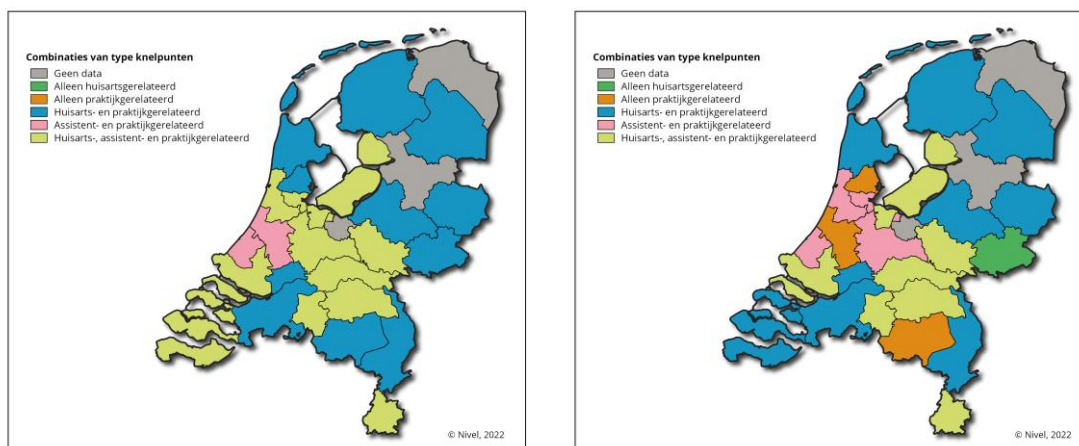 Combinaties van type knelpunten
Geen data
Alleen huisartsgerelateerd
Alleen praktijkgerelateerd
Huisarts- en praktijkgerelateerd
Assistent- en praktijkgerelateerd
Huisarts-, assistent- en praktijkgerelateerd
© Nivel, 2022
Combinaties van type knelpunten
Geen data
Alleen huisartsgerelateerd
Alleen praktijkgerelateerd
Huisarts- en praktijkgerelateerd
Assistent- en praktijkgerelateerd
Huisarts-, assistent- en praktijkgerelateerd
© Nivel, 2022